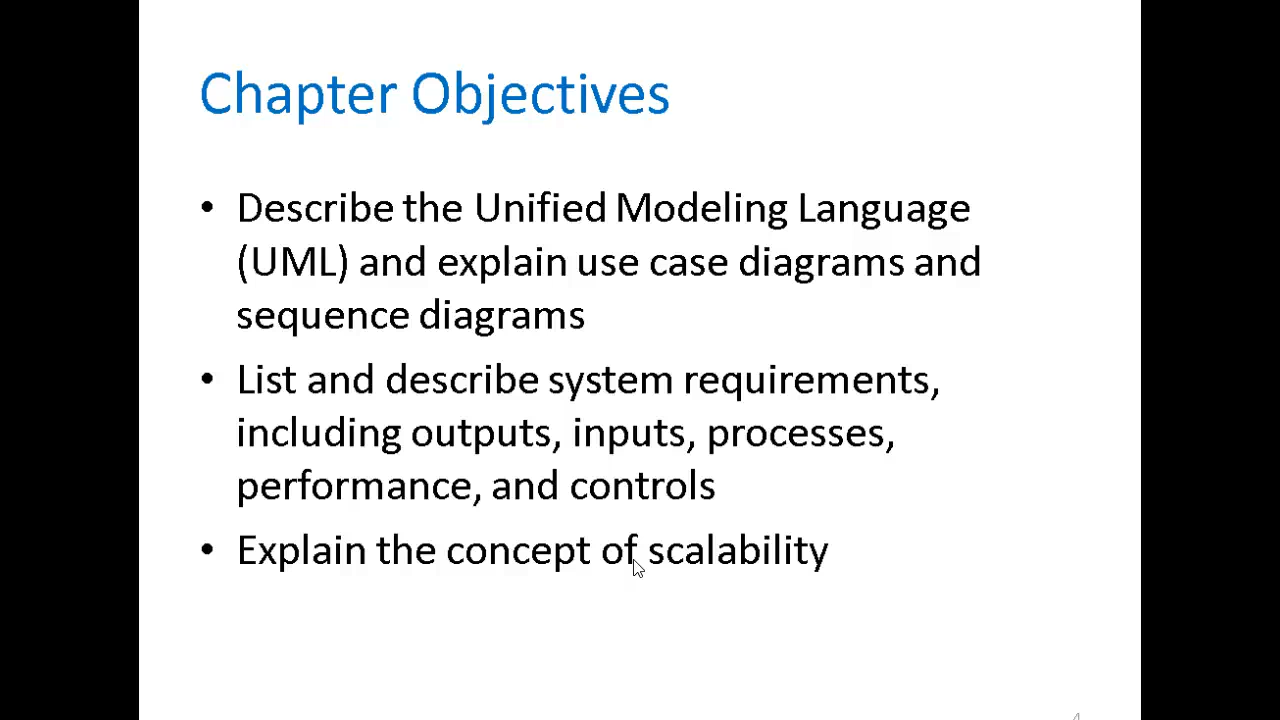 Chapter Objectives
• Describe the Unified Modeling Language
(UML) and explain use case diagrams and
sequence diagrams
• List and describe system requirements,
including outputs, inputs, processes,
performance, and controls
• Explain the concept of scalability
4